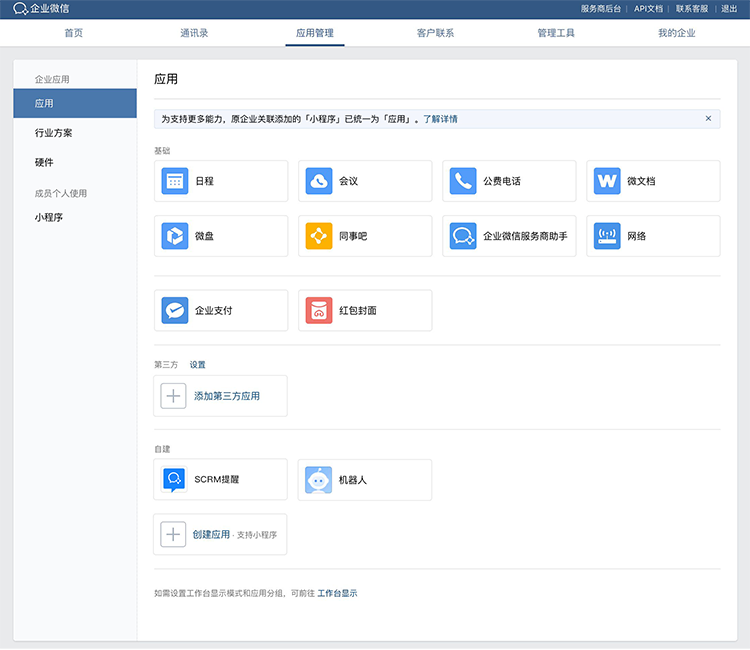 企业微信
服务商后台 | API文档 | 联系客服 | 退出
首页 通讯录 应用管理 客户联系 管理工具 我的企业
企业应用
应用
行业方案
硬件
成员个人使用
小程序
应用
为支持更多能力，原企业关联添加的「小程序」已统一为「应用」。了解详情 ×
基础
日程 会议 公费电话 微文档
微盘 同事吧 企业微信服务商助手 网络
企业支付 红包封面
第三方 设置
添加第三方应用
自建
SCRM提醒 机器人
创建应用 · 支持小程序
如需设置工作台显示模式和应用分组，可前往 工作台显示